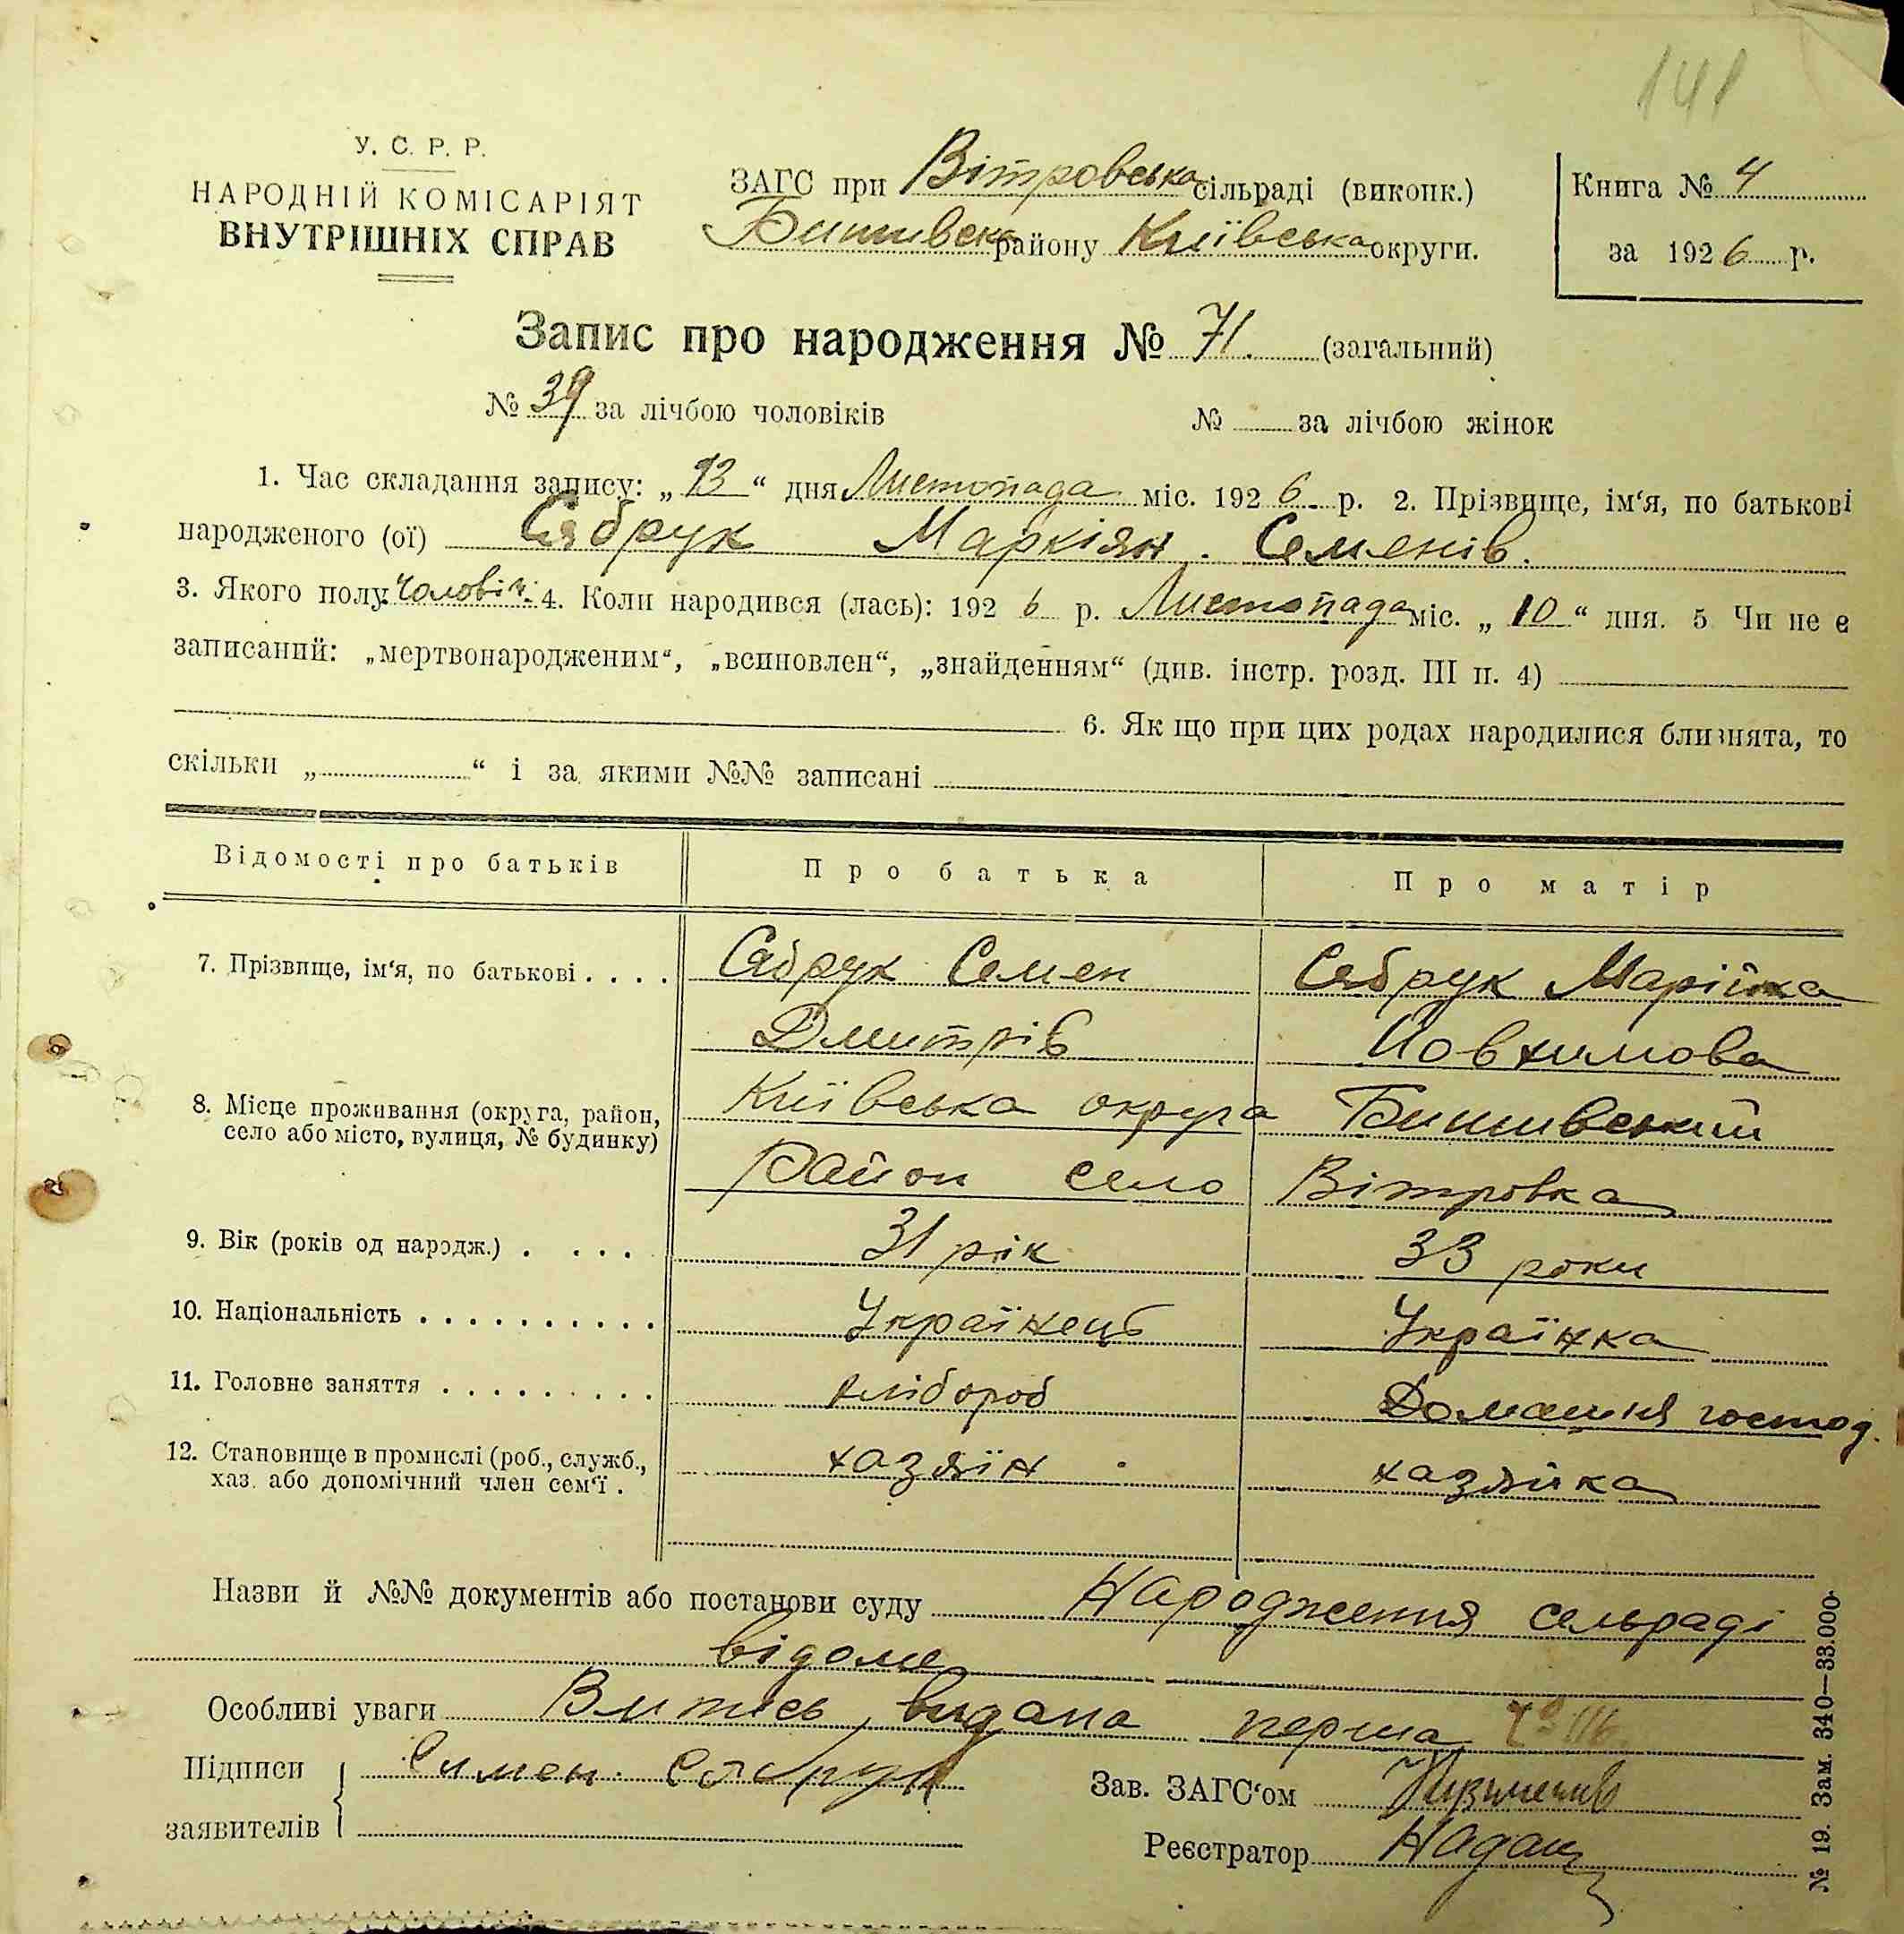 141
У. С. Р. Р.
НАРОДНІЙ КОМІСАРІЯТ
ВНУТРІШНІХ СПРАВ
ЗАГС при Вітровська сільраді (виконк.)
Бишивськ району Київська округи.
Книга № 4
за 1926 р.
Запис про народження № 71. (загальний)
№ 39 за лічбою чоловіків № за лічбою жінок
1. Час складання запису: „13“ дня Листопада міс. 1926 р. 2. Прізвище, ім‘я, по батькові
народженого (ої) Сябрук Маркіян. Семенів.
3. Якого полу чоловіч. 4. Коли народився (лась): 1926 р. Листопада міс. „10“ дня. 5 Чи не є
записаний: „мертвонародженим“, „всиновлен“, „знайденням“ (див. інстр. розд. III п. 4)
6. Як що при цих родах народилися близнята, то
скільки „ “ і за якими №№ записані
Відомості про батьків Про батька Про матір
7. Прізвище, ім‘я, по батькові . . . . Сябрук Семен Сябрук Марійка
Дмитрів Йовхимова
8. Місце проживання (округа, район, Київська округа Бишивський
село або місто, вулиця, № будинку)
Район село Вітровка
9. Вік (років од народж.) . . . . 31 рік 33 роки
10. Національність . . . . . . . . . . Українець Українка
11. Головне заняття . . . . . . . . . хлібороб Домашня господ.
12. Становище в промислі (роб., служб., хазяїн хазяйка
хаз. або допомічний член сем‘ї .
Назви й №№ документів або постанови суду Народження сельраді
відоме
Особливі уваги Витись видана перша
Підписи Симен Сябрук
Зав. ЗАГС‘ом
заявителів
Реєстратор
№ 19. Зам. 340—33.000